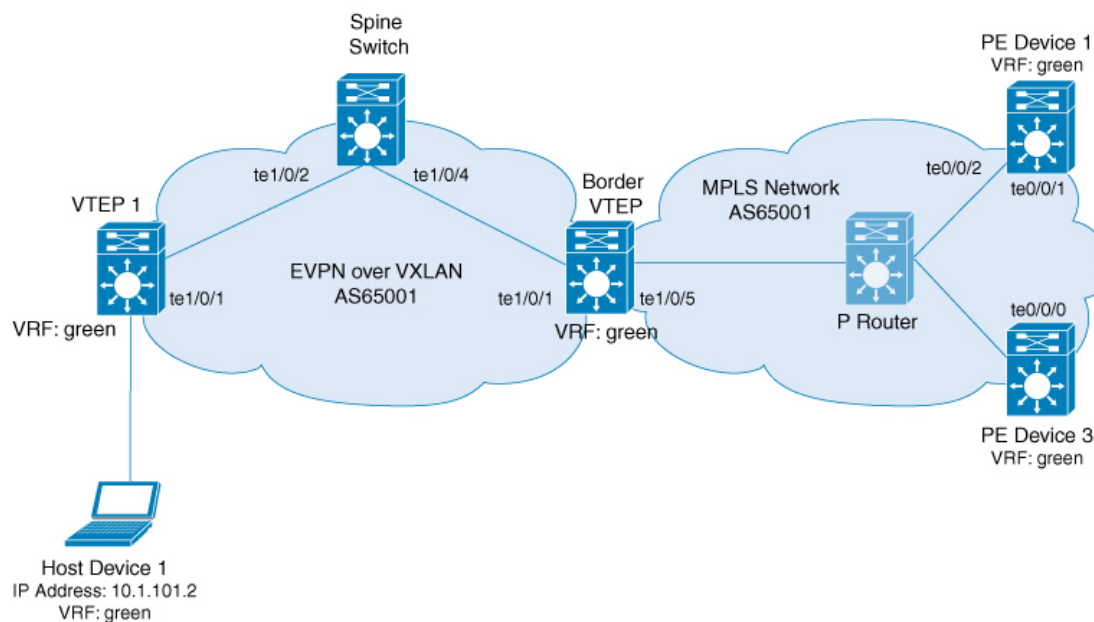 Spine
Switch
PE Device 1
VRF: green
te1/0/2
te1/0/4
Border
VTEP
MPLS Network
AS65001
te0/0/2
te0/0/1
VTEP 1
EVPN over VXLAN
AS65001
te1/0/1
te1/0/1
te1/0/5
te0/0/0
VRF: green
VRF: green
P Router
PE Device 3
VRF: green
Host Device 1
IP Address: 10.1.101.2
VRF: green